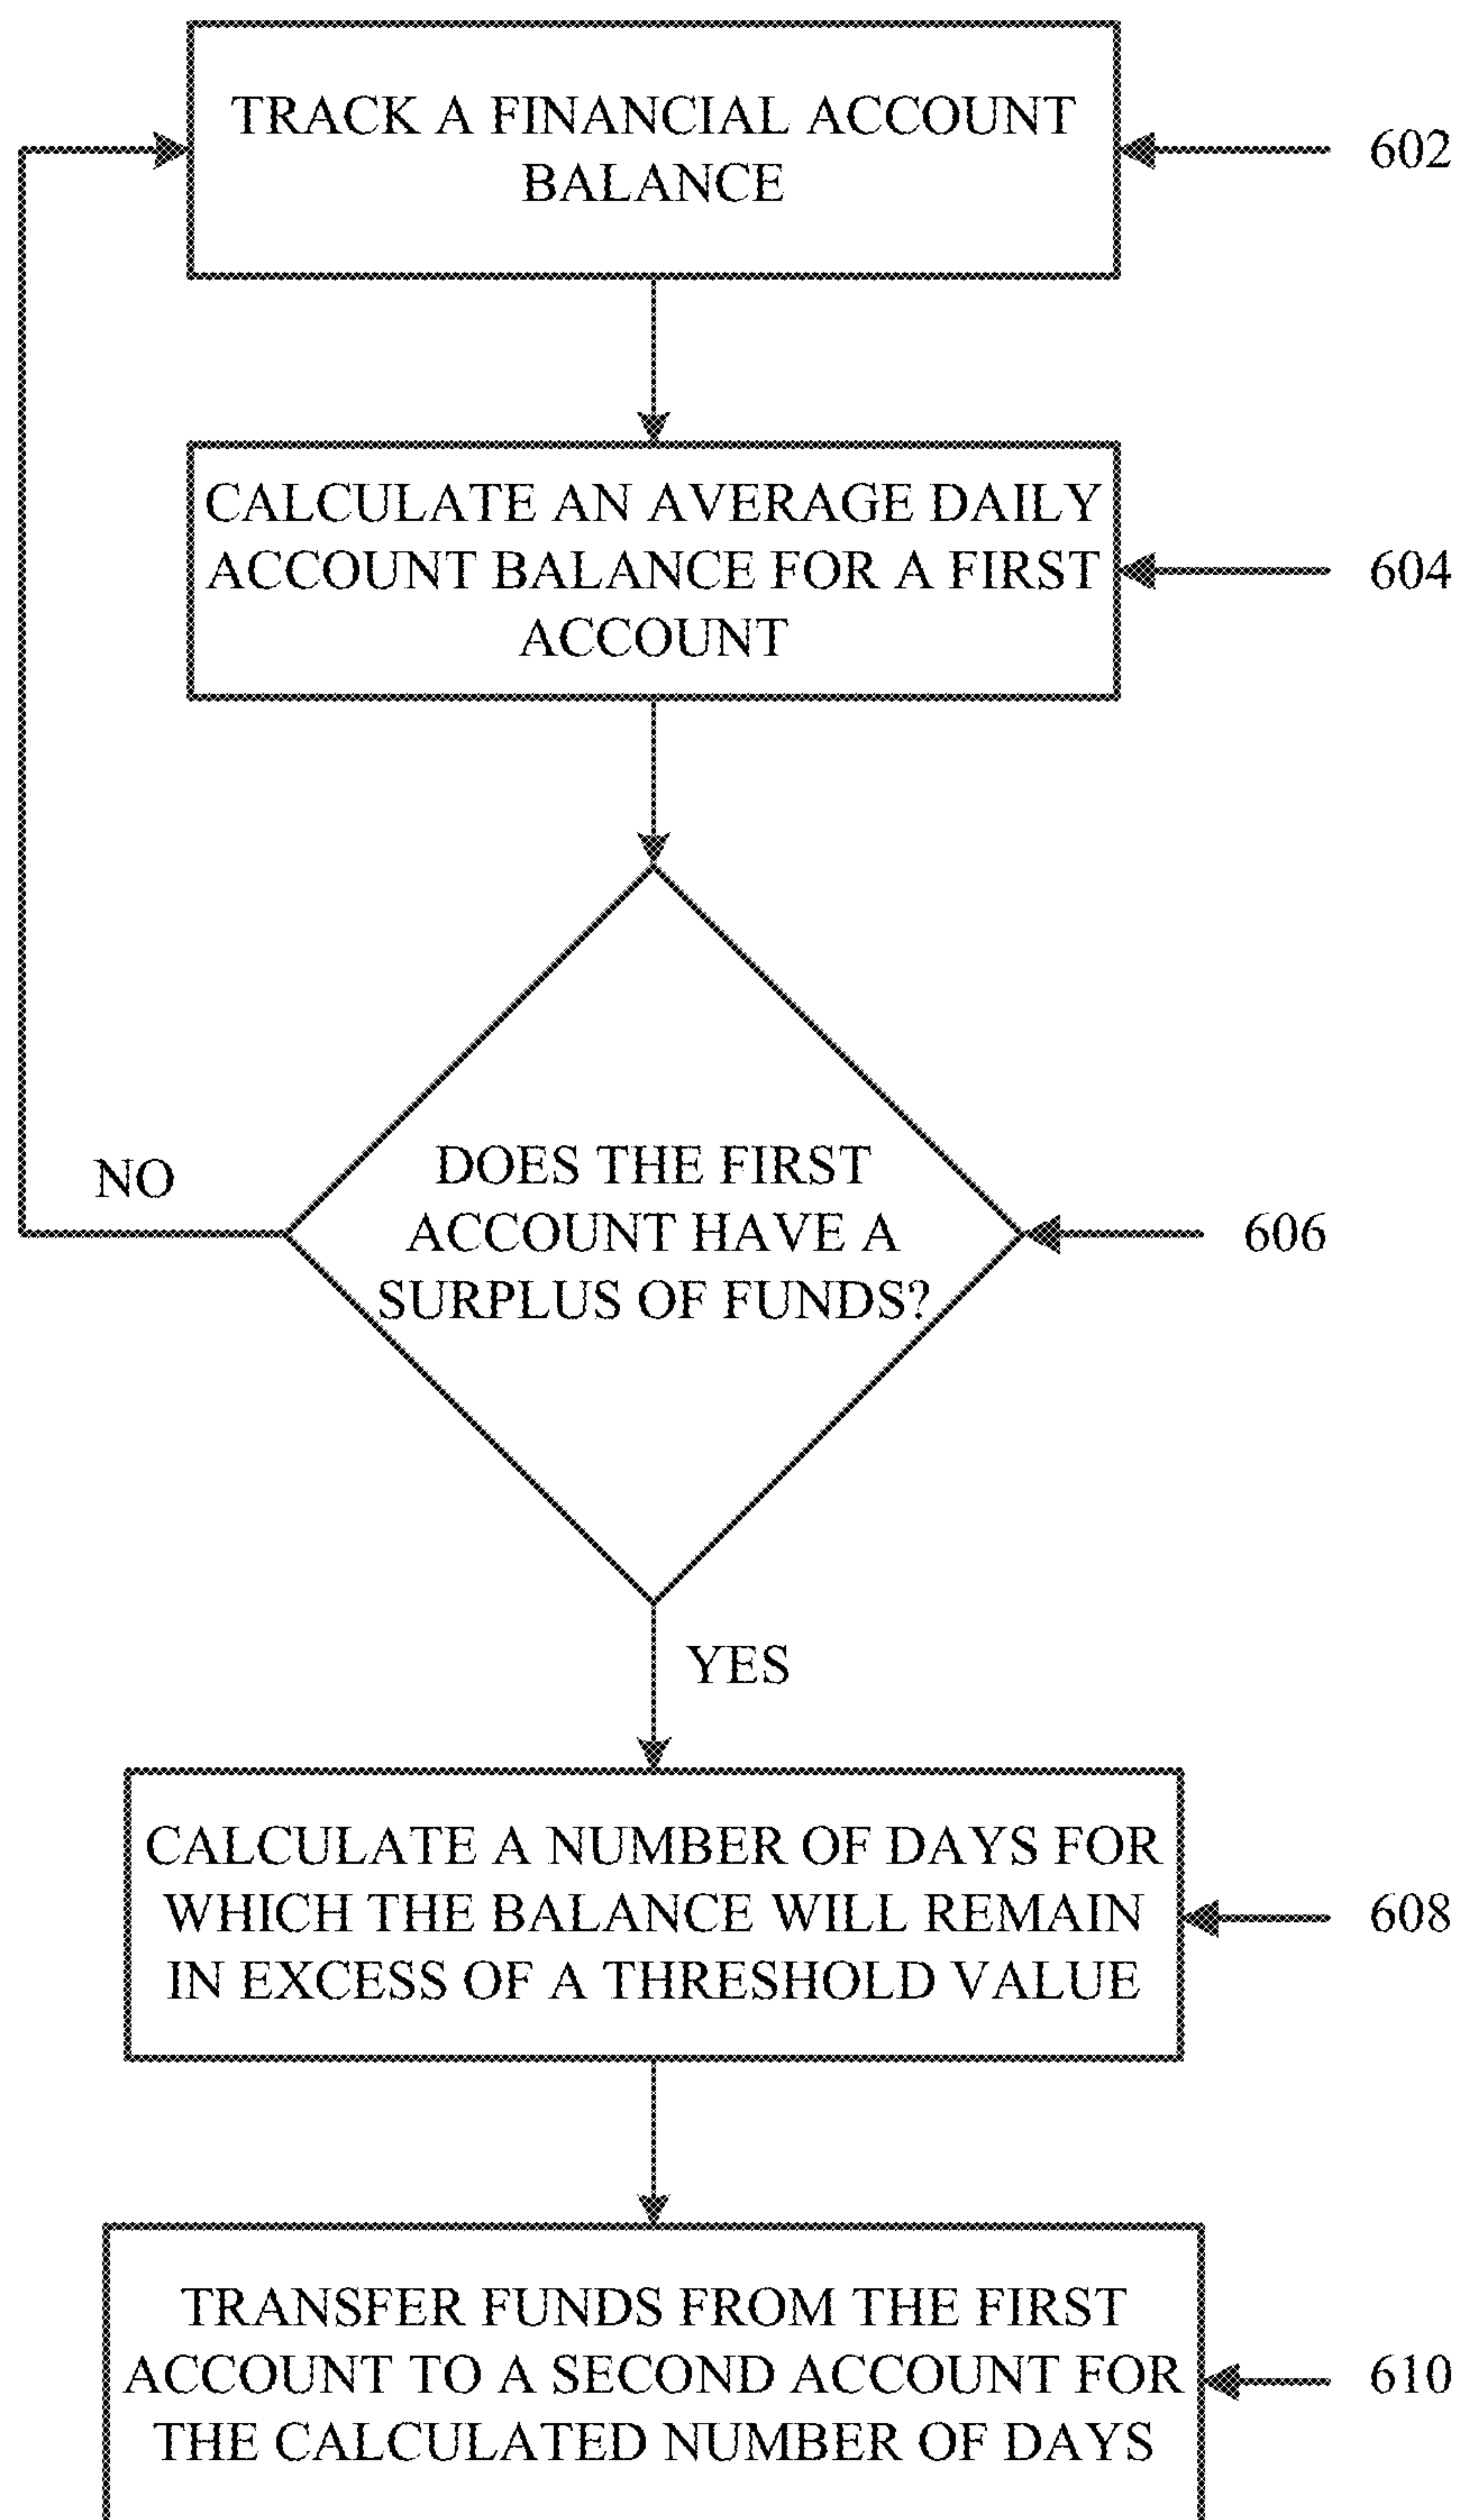 TRACK A FINANCIAL ACCOUNT
BALANCE
602
CALCULATE AN AVERAGE DAILY
ACCOUNT BALANCE FOR A FIRST
ACCOUNT
604
DOES THE FIRST
ACCOUNT HAVE A
SURPLUS OF FUNDS?
606
NO
YES
CALCULATE A NUMBER OF DAYS FOR
WHICH THE BALANCE WILL REMAIN
IN EXCESS OF A THRESHOLD VALUE
608
TRANSFER FUNDS FROM THE FIRST
ACCOUNT TO A SECOND ACCOUNT FOR
THE CALCULATED NUMBER OF DAYS
610